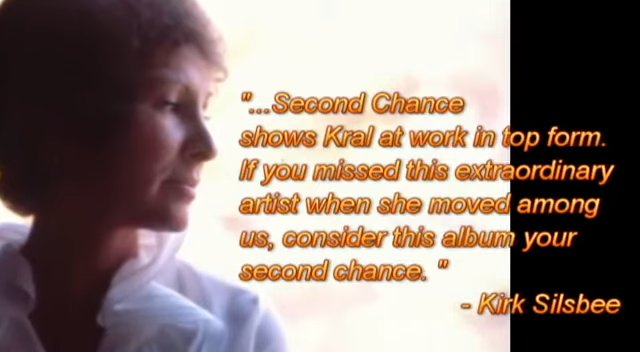 "...Second Chance
shows Kral at work in top form.
If you missed this extraordinary
artist when she moved among
us, consider this album your
second chance. "
- Kirk Silsbee